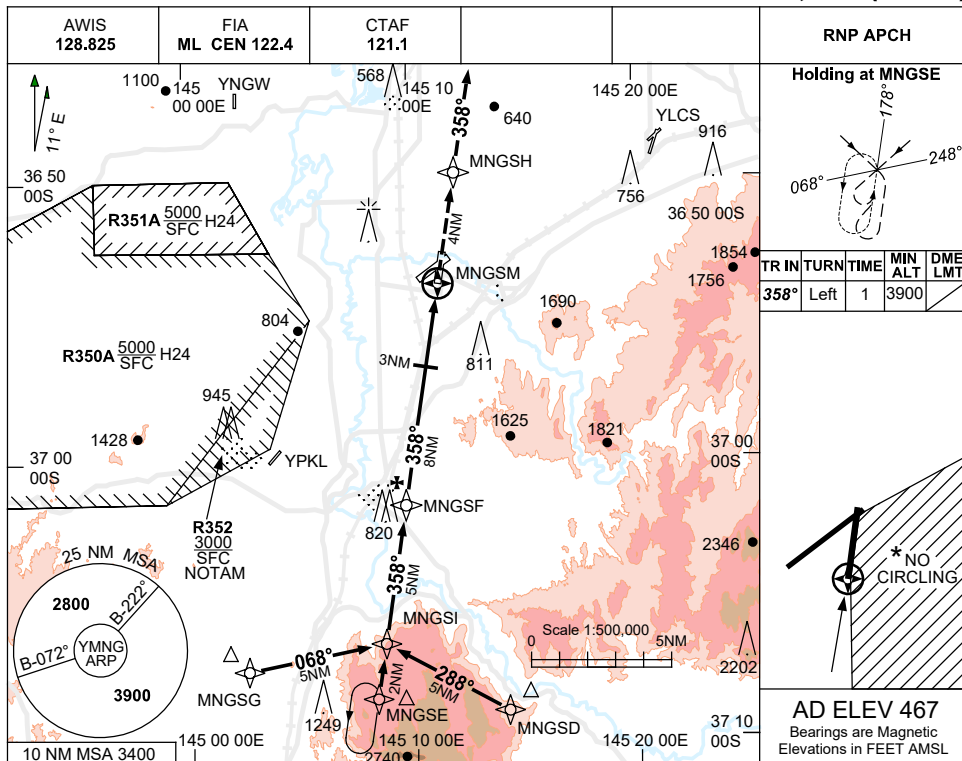 AWIS
128.825
FIA
ML CEN 122.4
CTAF
121.1
RNP APCH
1100
145
00 00E
YNGW
568
145 10
00E
145 20 00E
640
YLCS
916
11° E
358°
MNGSH
756
36 50
00S
36 50 00S
R351A 5000
SFC H24
4NM
MNGSM
1854
1756
1690
804
R350A 5000
SFC H24
3NM
811
945
1428
1625
1821
358°
8NM
37 00
00S
37 00
00S
YPKL
MNGSF
820
R352
3000
SFC
NOTAM
2346
25 NM MSA
2800
B-222°
B-072°
YMNG
ARP
3900
10 NM MSA 3400
358°
5NM
MNGSI
Scale 1:500,000
0
5NM
2202
068°
5NM
2NM
288°
5NM
MNGSG
MNGSE
MNGSD
1249
37 10
00S
145 00 00E
145 10 00E
145 20 00E
2740
Holding at MNGSE
178°
248°
068°
TR IN
TURN
TIME
MIN
ALT
DME
LMT
358°
Left
1
3900
*NO
CIRCLING
AD ELEV 467
Bearings are Magnetic
Elevations in FEET AMSL